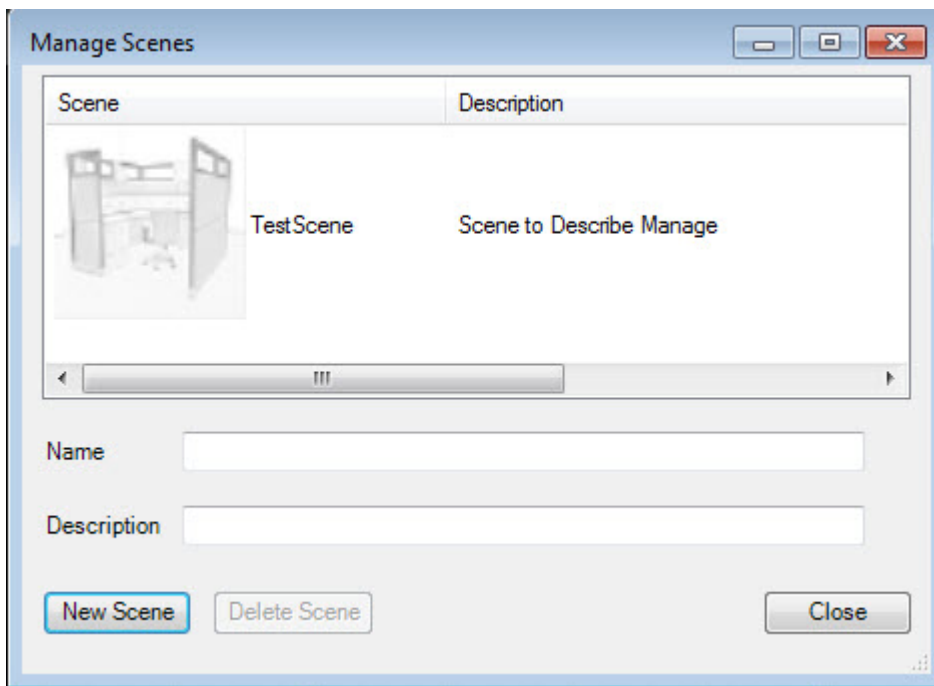 Manage Scenes
Scene Description
TestScene Scene to Describe Manage
Name
Description
New Scene Delete Scene Close